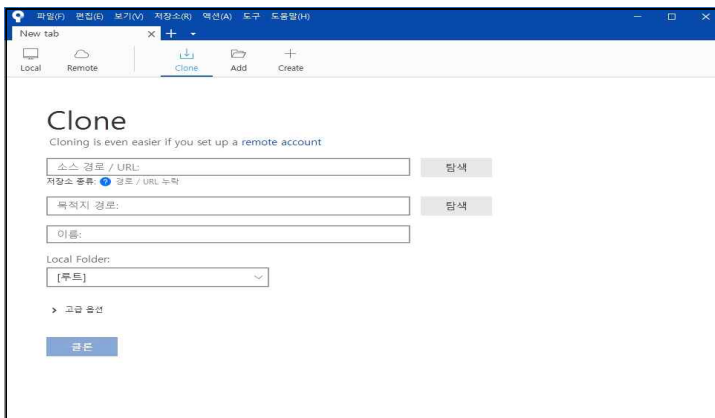 파일(F) 편집(E) 보기(V) 저장소(R) 액션(A) 도구 도움말(H)
New tab
Local Remote Clone Add Create
Clone
Cloning is even easier if you set up a remote account
소스 경로 / URL: 탐색
저장소 종류: ? 경로 / URL 누락
목적지 경로: 탐색
이름:
Local Folder:
[루트]
고급 옵션
클론